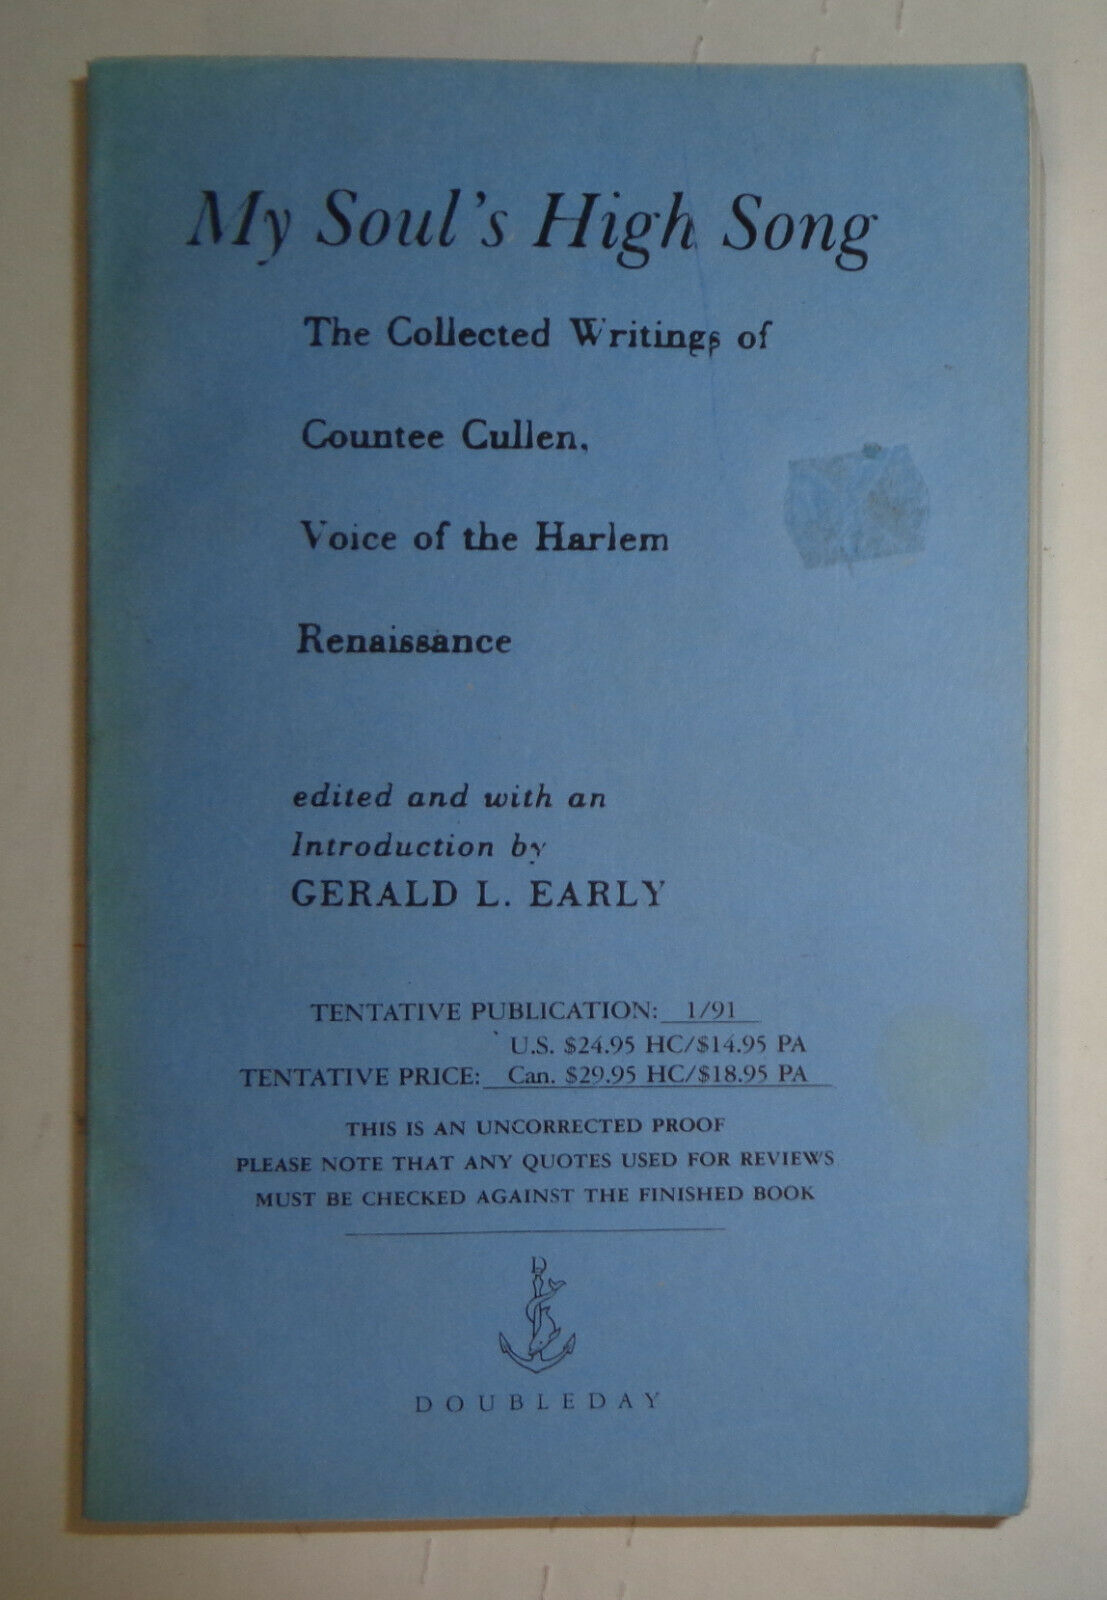 My Soul's High Song
The Collected Writings of
Countee Cullen,
Voice of the Harlem
Renaissance
edited and with an
Introduction by
GERALD L. EARLY
TENTATIVE PUBLICATION: 1/91
U.S. $24.95 HC/$14.95 PA
TENTATIVE PRICE: Can. $29.95 HC/$18.95 PA
THIS IS AN UNCORRECTED PROOF
PLEASE NOTE THAT ANY QUOTES USED FOR REVIEWS
MUST BE CHECKED AGAINST THE FINISHED BOOK
D
DOUBLEDAY